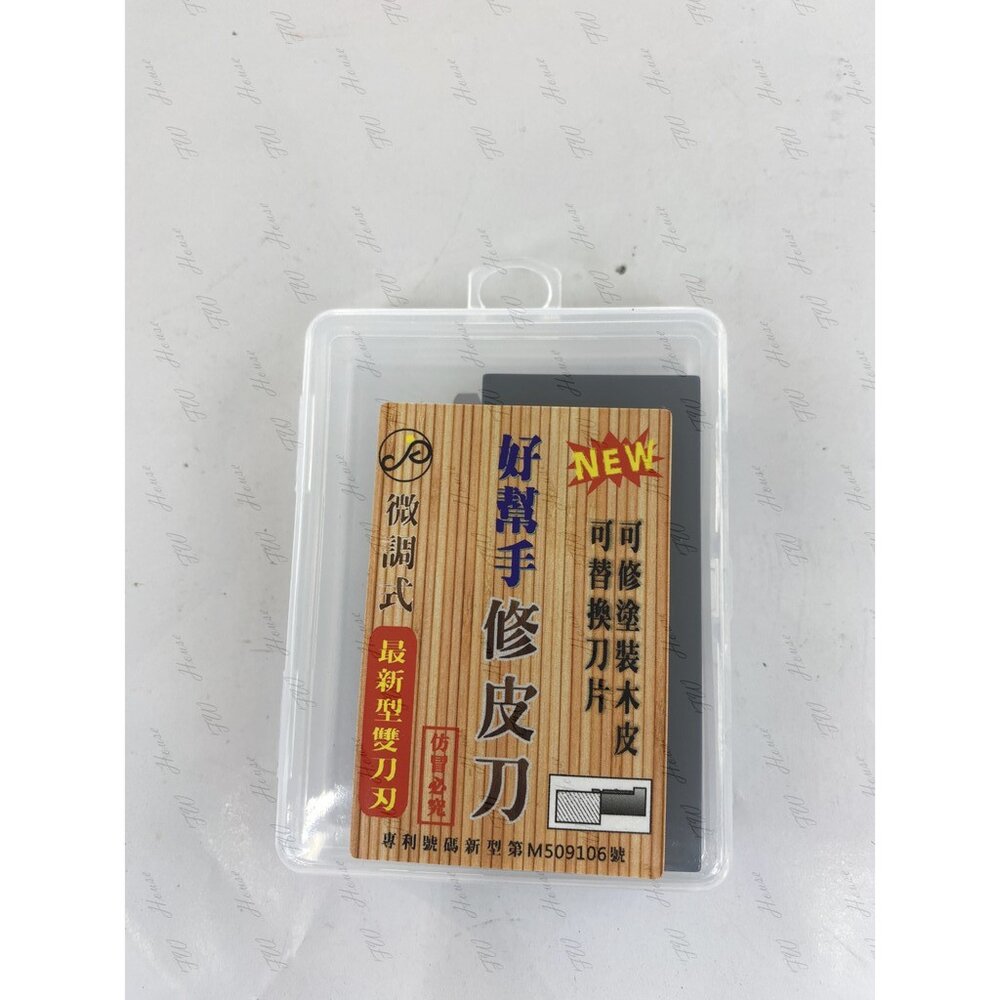 NEW
可修塗裝木皮
可替換刀片
好幫手修皮刀
微調式
最新型雙刀刃
仿冒必究
專利號碼新型第M509106號
FW House